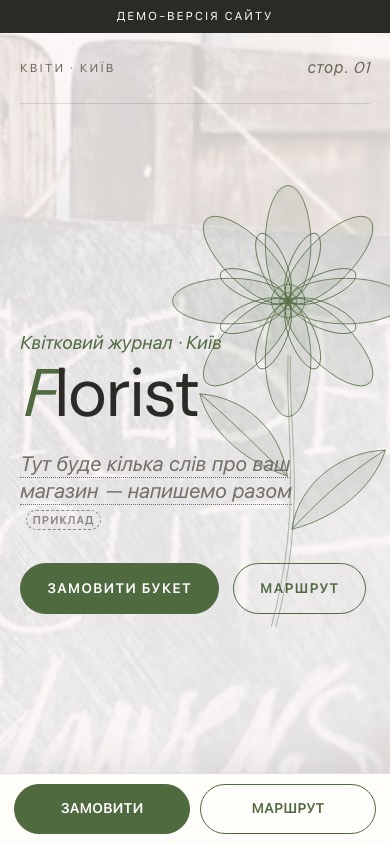 ДЕМО-ВЕРСІЯ САЙТУ
КВІТИ · КИЇВ
стор. 01
Квітковий журнал · Київ
Florist
Тут буде кілька слів про ваш
магазин — напишемо разом
ПРИКЛАД
ЗАМОВИТИ БУКЕТ
МАРШРУТ
ЗАМОВИТИ
МАРШРУТ